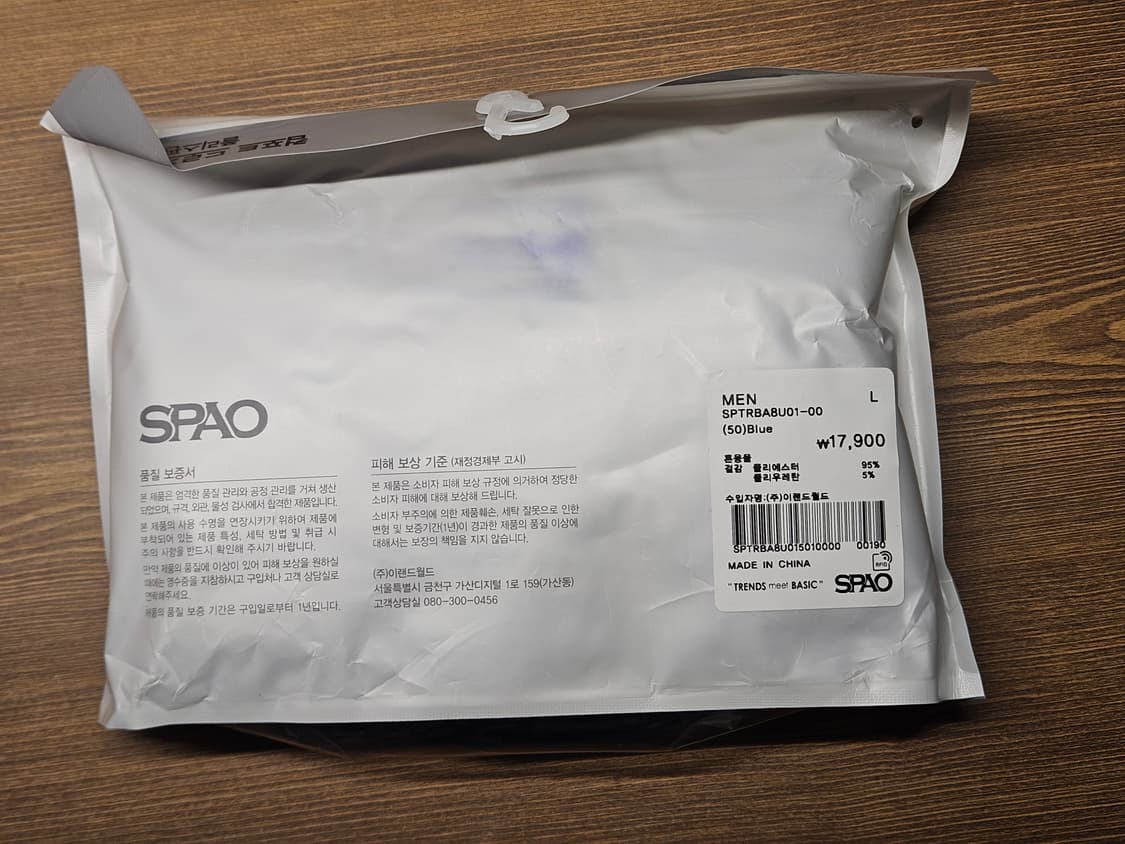 컴포트 드로
SPAO
품질 보증서
본 제품은 엄격한 품질 관리와 공정 관리를 거쳐 생산
되었으며, 규격, 외관, 물성 검사에서 합격한 제품입니다.
본 제품의 사용 수명을 연장시키기 위하여 제품에
부착되어 있는 제품 특성, 세탁 방법 및 취급 시
주의 사항을 반드시 확인해 주시기 바랍니다.
만약 제품의 품질에 이상이 있어 피해 보상을 원하실
때에는 영수증을 지참하시고 구입처나 고객 상담실로
연락해주세요.
제품의 품질 보증 기간은 구입일로부터 1년입니다.
피해 보상 기준 (재정경제부 고시)
본 제품은 소비자 피해 보상 규정에 의거하여 정당한
소비자 피해에 대해 보상해 드립니다.
소비자 부주의에 의한 제품훼손, 세탁 잘못으로 인한
변형 및 보증기간(1년)이 경과한 제품의 품질 이상에
대해서는 보장의 책임을 지지 않습니다.
(주)이랜드월드
서울특별시 금천구 가산디지털 1로 159(가산동)
고객상담실 080-300-0456
MEN L
SPTRBA8U01-00
(50)Blue
₩17,900
혼용율
겉감 폴리에스터 95%
폴리우레탄 5%
수입자명:(주)이랜드월드
SPTRBA8U015010000 00190
MADE IN CHINA
RFID
"TRENDS meet BASIC" SPAO